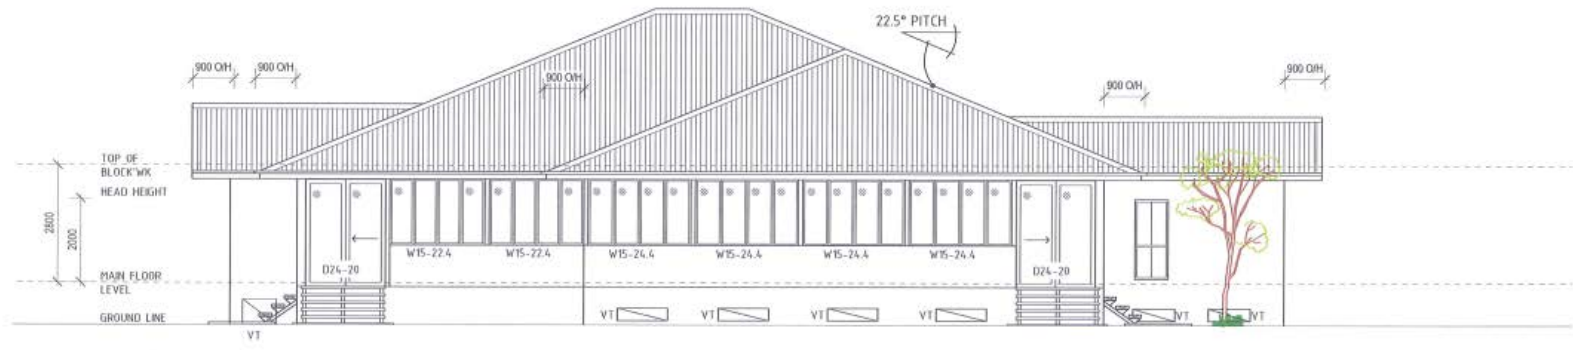 22.5° PITCH
900 O/H
900 O/H
900 O/H
900 O/H
900 O/H
TOP OF
BLOCK'WK
HEAD HEIGHT
2800
2000
W15-22.4
W15-22.4
W15-24.4
W15-24.4
W15-24.4
W15-24.4
D24-20
D24-20
MAIN FLOOR
LEVEL
GROUND LINE
VT
VT
VT
VT
VT
VT
VT